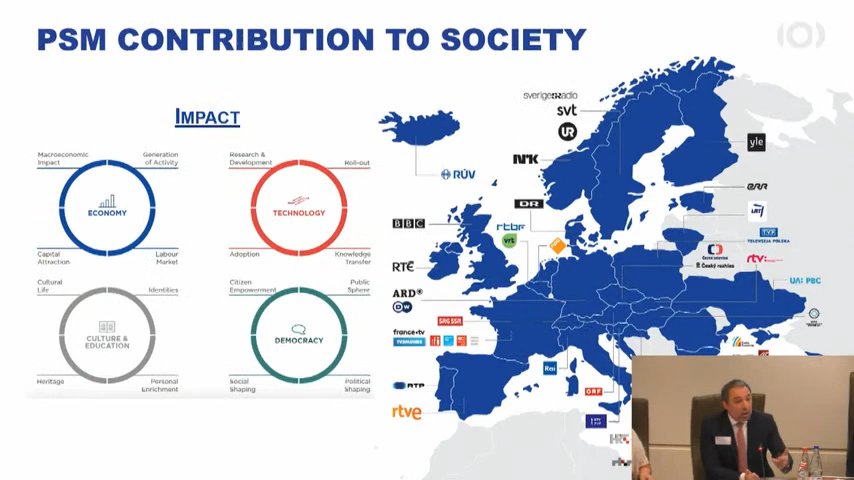 PSM CONTRIBUTION TO SOCIETY
IMPACT
Macroeconomic
Impact
Generation
of Activity
ECONOMY
Capital
Attraction
Labour
Market
Research &
Development
Roll-out
TECHNOLOGY
Adoption
Knowledge
Transfer
Cultural
Life
Identities
CULTURE &
EDUCATION
Heritage
Personal
Enrichment
Citizen
Empowerment
Public
Sphere
DEMOCRACY
Social
Shaping
Political
Shaping
sverigesradio
svt
UR
NRK
RÚV
yle
DR
err
BBC
rtbf
vrt
LRT
TVP
TELEWIZJA POLSKA
RTÉ
Český rozhlas
rtv:
ARD
DW
UA: PBC
SRG SSR
france•tv
TV5MONDE
Rai
RTP
ORF
rtve
HRT